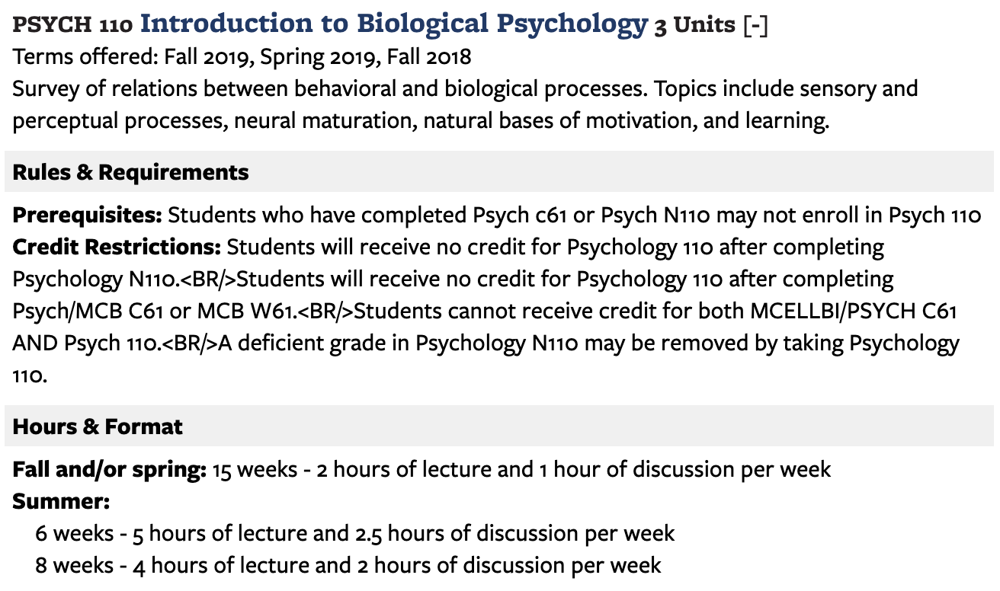 PSYCH 110 Introduction to Biological Psychology 3 Units [-]
Terms offered: Fall 2019, Spring 2019, Fall 2018
Survey of relations between behavioral and biological processes. Topics include sensory and
perceptual processes, neural maturation, natural bases of motivation, and learning.
Rules & Requirements
Prerequisites: Students who have completed Psych c61 or Psych N110 may not enroll in Psych 110
Credit Restrictions: Students will receive no credit for Psychology 110 after completing
Psychology N110.<BR/>Students will receive no credit for Psychology 110 after completing
Psych/MCB C61 or MCB W61.<BR/>Students cannot receive credit for both MCELLBI/PSYCH C61
AND Psych 110.<BR/>A deficient grade in Psychology N110 may be removed by taking Psychology
110.
Hours & Format
Fall and/or spring: 15 weeks - 2 hours of lecture and 1 hour of discussion per week
Summer:
6 weeks - 5 hours of lecture and 2.5 hours of discussion per week
8 weeks - 4 hours of lecture and 2 hours of discussion per week